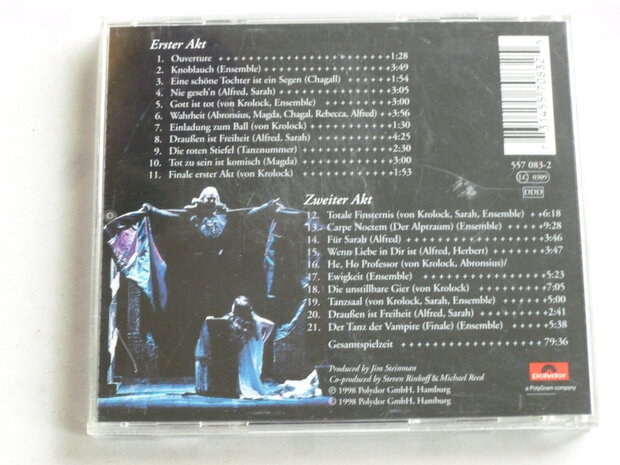 Erster Akt
1. Ouverture +1:28
2. Knoblauch (Ensemble) +3:49
3. Eine schöne Tochter ist ein Segen (Chagall) +1:54
4. Nie geseh'n (Alfred, Sarah) +3:05
5. Gott ist tot (von Krolock, Ensemble) +3:00
6. Wahrheit (Abronsius, Magda, Chagal, Rebecca, Alfred) +3:56
7. Einladung zum Ball (von Krolock) +1:30
8. Draußen ist Freiheit (Alfred, Sarah) +4:25
9. Die roten Stiefel (Tanznummer) +2:30
10. Tot zu sein ist komisch (Magda) +3:00
11. Finale erster Akt (von Krolock) +1:53
557 083-2
LC 0309
DDD
Zweiter Akt
12. Totale Finsternis (von Krolock, Sarah, Ensemble) +6:18
13. Carpe Noctem (Der Alptraum) (Ensemble) +9:28
14. Für Sarah (Alfred) +3:46
15. Wenn Liebe in Dir ist (Alfred, Herbert) +3:47
16. He, Ho Professor (von Krolock, Abronsius)/
17. Ewigkeit (Ensemble) +5:23
18. Die unstillbare Gier (von Krolock) +7:05
19. Tanzsaal (von Krolock, Sarah, Ensemble) +5:00
20. Draußen ist Freiheit (Alfred, Sarah) +2:41
21. Der Tanz der Vampire (Finale) (Ensemble) +5:38
Gesamtspielzeit +79:36
Produced by Jim Steinman
Co-produced by Steven Rinkoff & Michael Reed
℗ 1998 Polydor GmbH, Hamburg
© 1998 Polydor GmbH, Hamburg
polydor
a PolyGram company